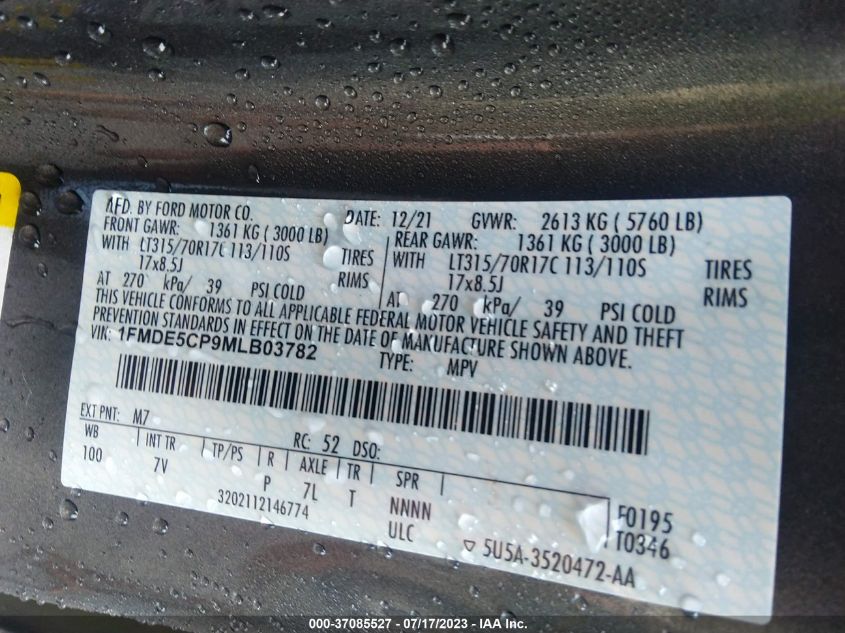 MFD. BY FORD MOTOR CO. DATE: 12/21 GVWR: 2613 KG ( 5760 LB)
FRONT GAWR: 1361 KG ( 3000 LB) REAR GAWR: 1361 KG ( 3000 LB)
WITH LT315/70R17C 113/110S TIRES WITH LT315/70R17C 113/110S TIRES
17x8.5J RIMS 17x8.5J RIMS
AT 270 kPa/ 39 PSI COLD AT 270 kPa/ 39 PSI COLD
THIS VEHICLE CONFORMS TO ALL APPLICABLE FEDERAL MOTOR VEHICLE SAFETY AND THEFT
PREVENTION STANDARDS IN EFFECT ON THE DATE OF MANUFACTURE SHOWN ABOVE.
VIN: 1FMDE5CP9MLB03782 TYPE: MPV
EXT PNT: M7 RC: 52 DSO:
WB INT TR TP/PS R AXLE TR SPR
100 7V P 7L T NNNN F0195
3202112146774 ULC T0346
▽ 5U5A-3520472-AA
000-37085527 - 07/17/2023 - IAA Inc.